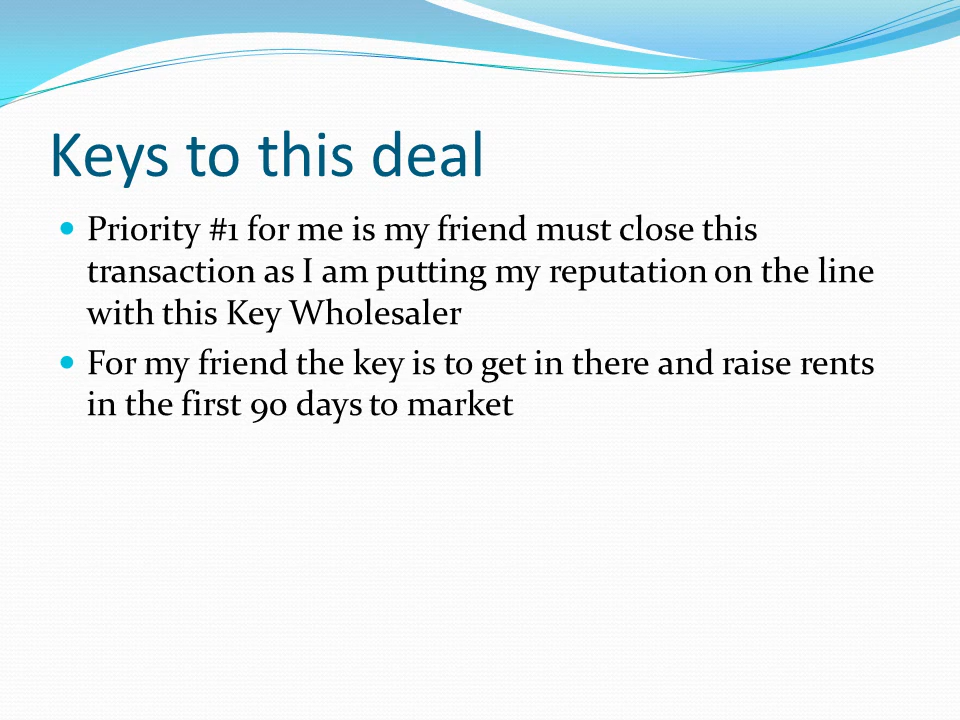 Keys to this deal
Priority #1 for me is my friend must close this
transaction as I am putting my reputation on the line
with this Key Wholesaler
For my friend the key is to get in there and raise rents
in the first 90 days to market